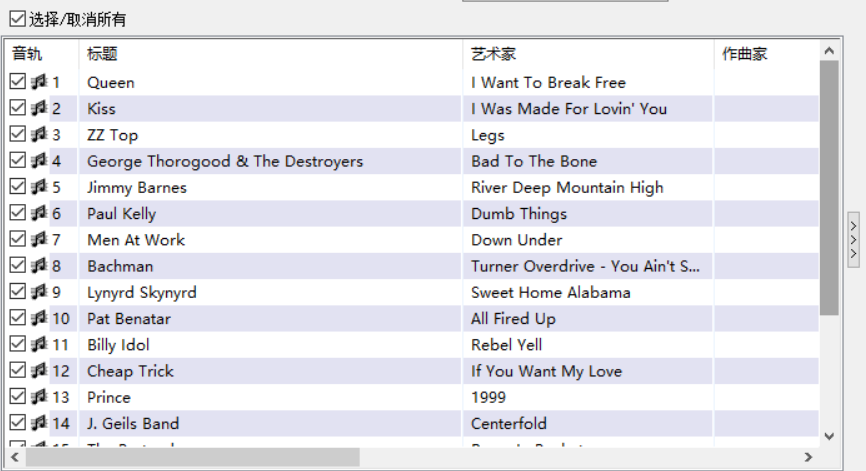 选择/取消所有
音轨 标题 艺术家 作曲家
1 Queen I Want To Break Free
2 Kiss I Was Made For Lovin' You
3 ZZ Top Legs
4 George Thorogood & The Destroyers Bad To The Bone
5 Jimmy Barnes River Deep Mountain High
6 Paul Kelly Dumb Things
7 Men At Work Down Under
8 Bachman Turner Overdrive - You Ain't S...
9 Lynyrd Skynyrd Sweet Home Alabama
10 Pat Benatar All Fired Up
11 Billy Idol Rebel Yell
12 Cheap Trick If You Want My Love
13 Prince 1999
14 J. Geils Band Centerfold